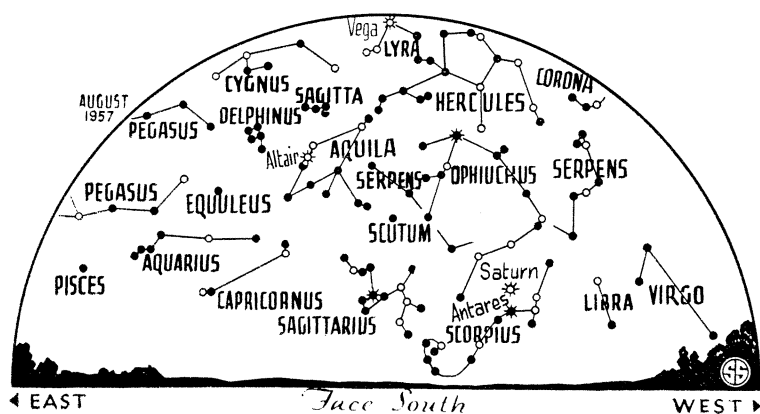 Vega
LYRA
CYGNUS
CORONA
SAGITTA
HERCULES
AUGUST
1957
PEGASUS
DELPHINUS
Altair
AQUILA
SERPENS
OPHIUCHUS
SERPENS
PEGASUS
EQUULEUS
SCUTUM
AQUARIUS
PISCES
CAPRICORNUS
SAGITTARIUS
Saturn
Antares
SCORPIUS
LIBRA
VIRGO
SS
EAST
Face South
WEST